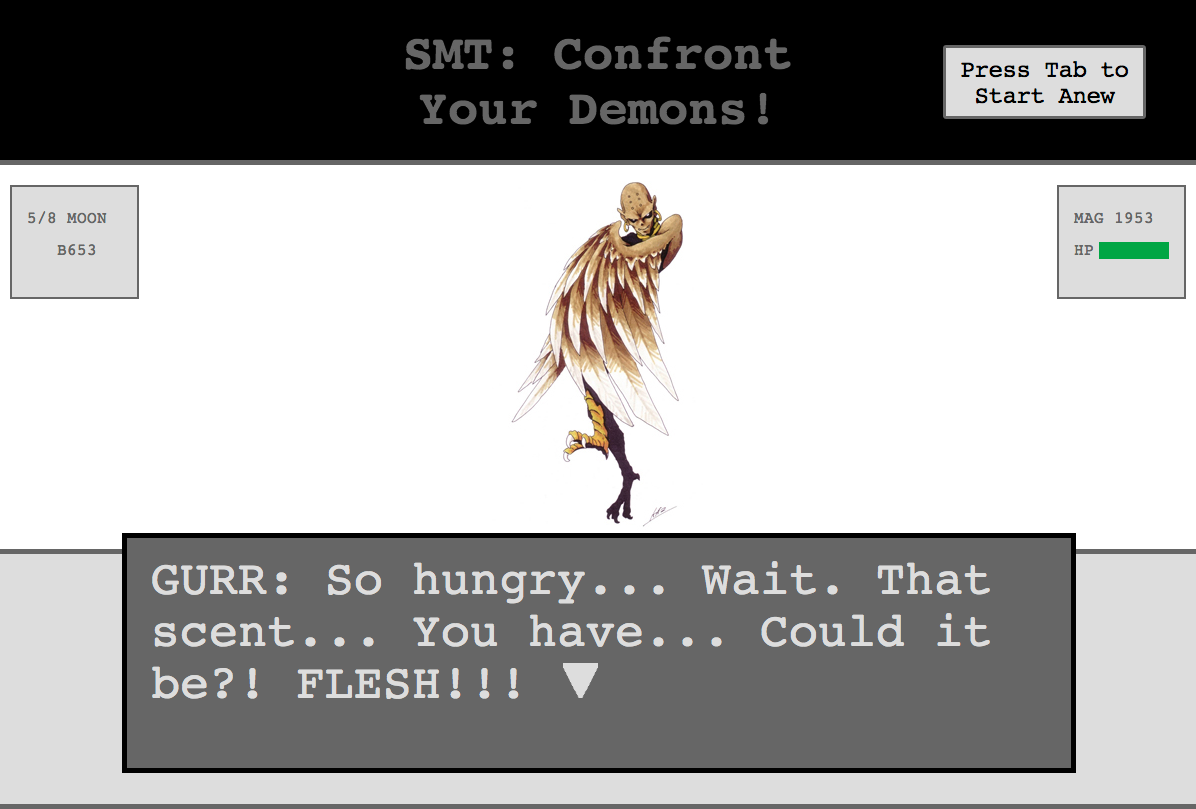 SMT: Confront
Your Demons!
Press Tab to
Start Anew
5/8 MOON
B653
MAG 1953
HP
GURR: So hungry... Wait. That
scent... You have... Could it
be?! FLESH!!! ▼